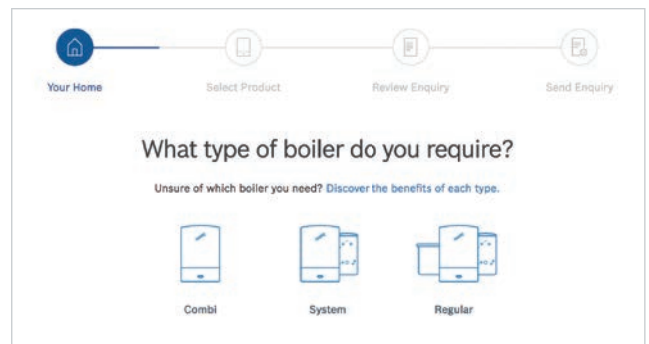 Your Home
Select Product
Review Enquiry
Send Enquiry
What type of boiler do you require?
Unsure of which boiler you need? Discover the benefits of each type.
Combi
System
Regular